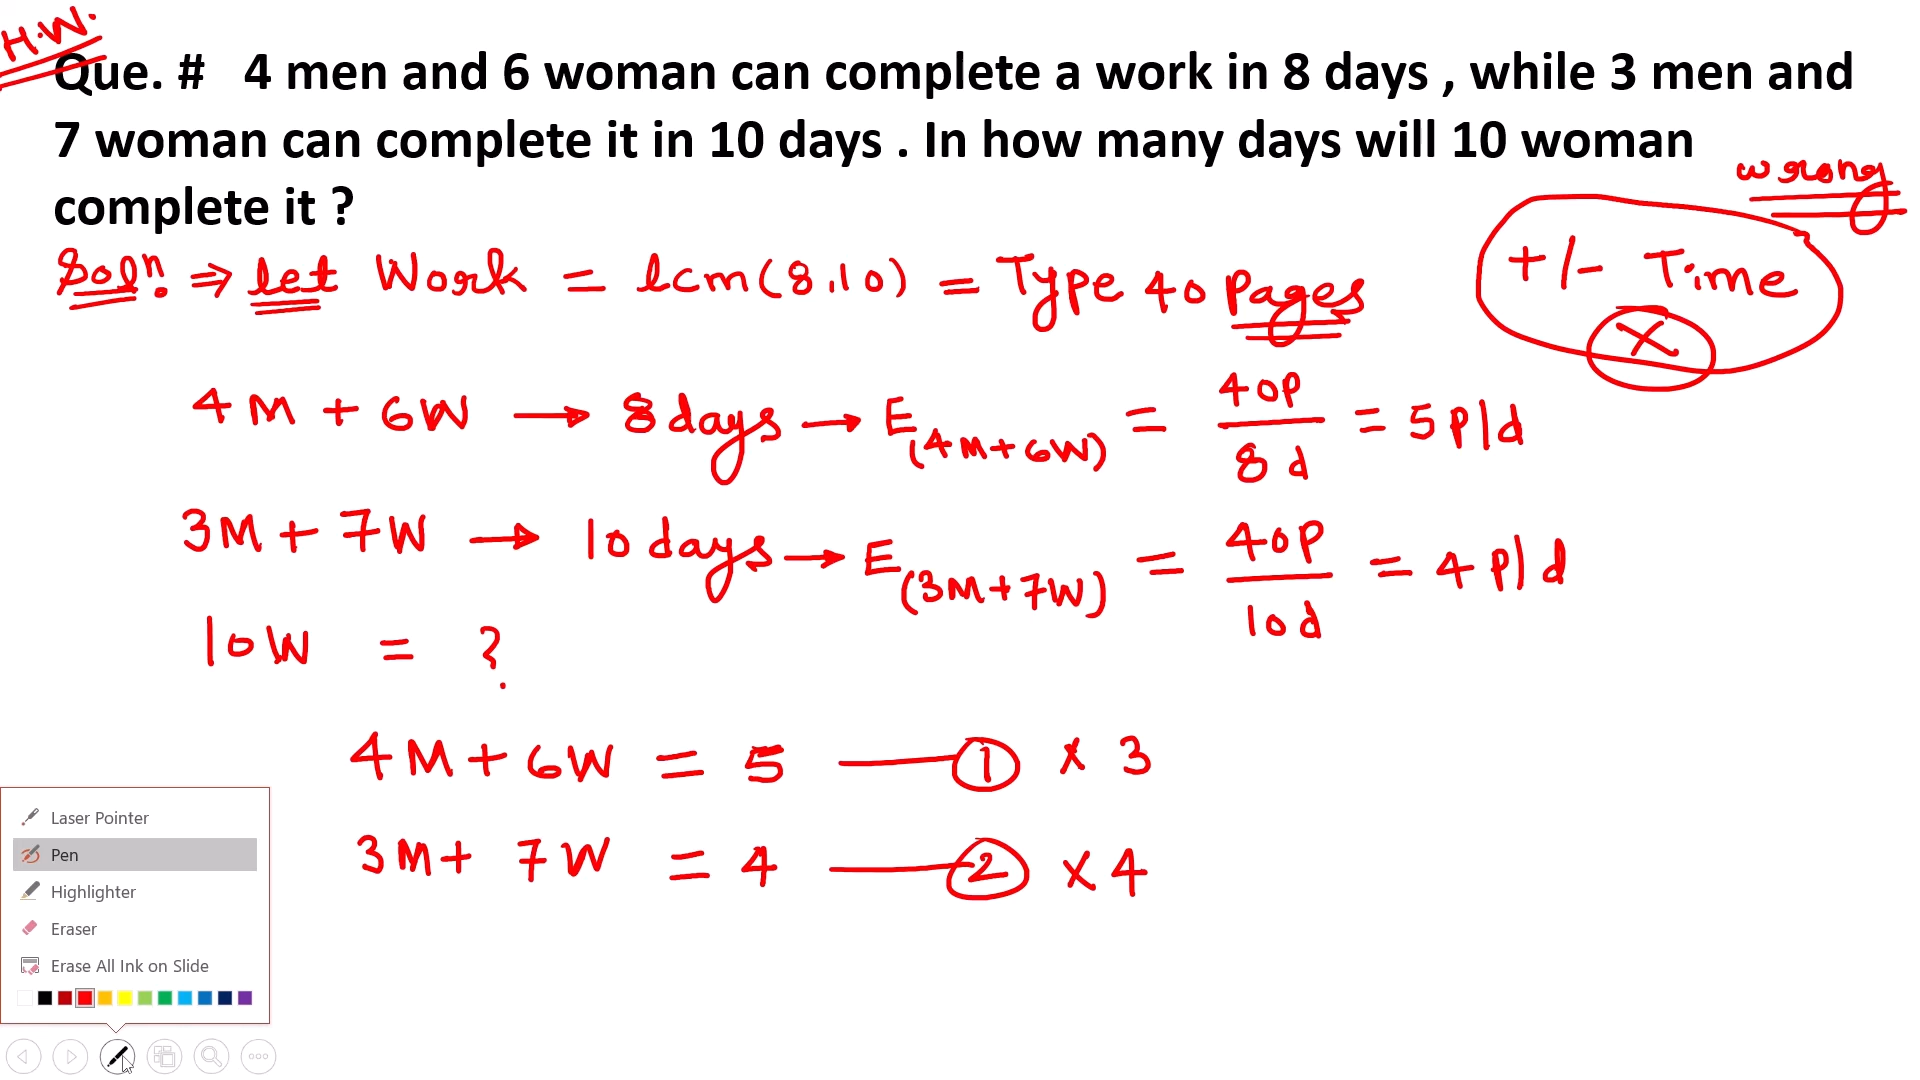 H.W.
Que. # 4 men and 6 woman can complete a work in 8 days , while 3 men and
7 woman can complete it in 10 days . In how many days will 10 woman
complete it ?
wrong
+/- Time
X
Solⁿ. ⇒ let Work = lcm(8,10) = Type 40 Pages
4M + 6W → 8 days → E(4M+6W) = 40P/8d = 5P/d
3M + 7W → 10 days → E(3M+7W) = 40P/10d = 4P/d
10W = ?
4M + 6W = 5 — ① × 3
3M + 7W = 4 — ② × 4
Laser Pointer
Pen
Highlighter
Eraser
Erase All Ink on Slide